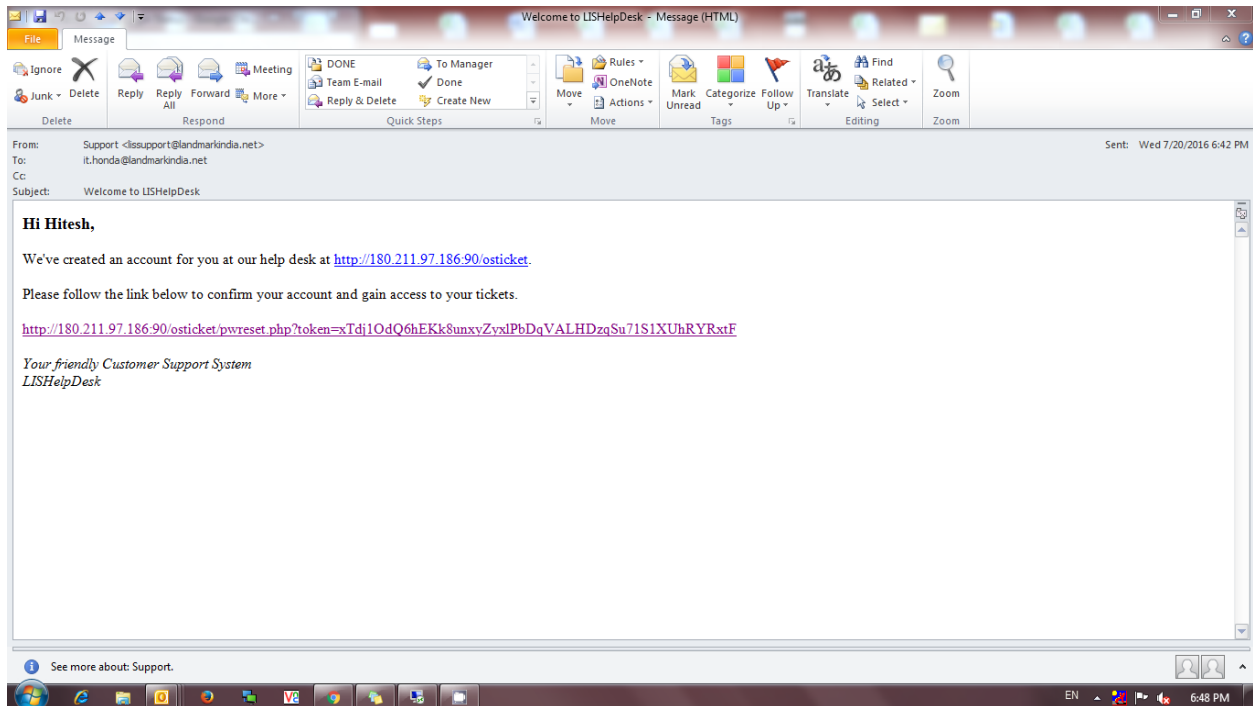 Welcome to LISHelpDesk - Message (HTML)
File Message
Ignore
Junk
Delete
Reply
Reply All
Forward
Meeting
More
DONE
Team E-mail
Reply & Delete
To Manager
Done
Create New
Move
Rules
OneNote
Actions
Mark Unread
Categorize
Follow Up
Translate
Find
Related
Select
Zoom
Delete Respond Quick Steps Move Tags Editing Zoom
From: Support <lissupport@landmarkindia.net> Sent: Wed 7/20/2016 6:42 PM
To: it.honda@landmarkindia.net
Cc:
Subject: Welcome to LISHelpDesk
Hi Hitesh,
We've created an account for you at our help desk at http://180.211.97.186:90/osticket.
Please follow the link below to confirm your account and gain access to your tickets.
http://180.211.97.186:90/osticket/pwreset.php?token=xTdj1OdQ6hEKk8unxyZyxlPbDqVALHDzqSu71S1XUhRYRxtF
Your friendly Customer Support System
LISHelpDesk
See more about: Support.
EN 6:48 PM